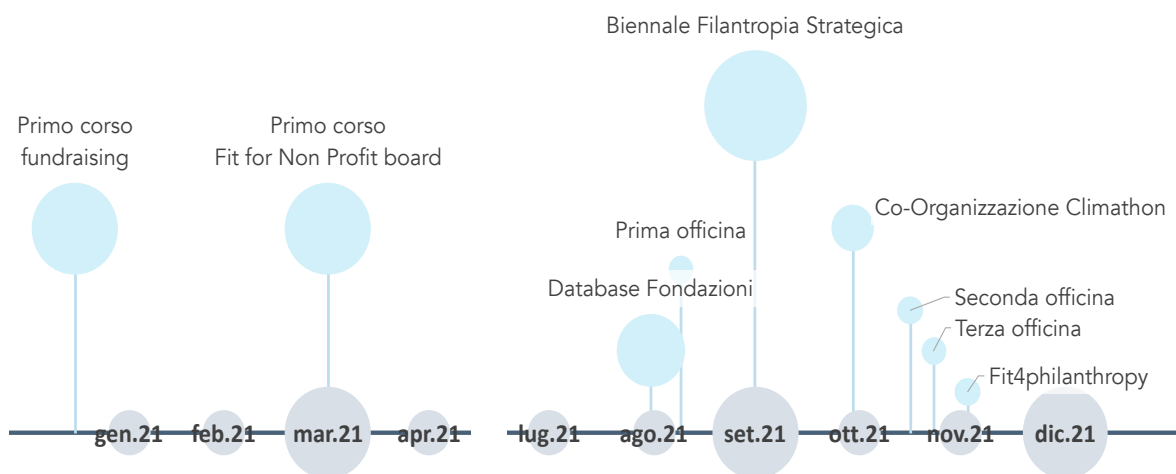 Biennale Filantropia Strategica
Primo corso
fundraising
Primo corso
Fit for Non Profit board
Co-Organizzazione Climathon
Prima officina
Database Fondazioni
Seconda officina
Terza officina
Fit4philanthropy
gen.21 feb.21 mar.21 apr.21 lug.21 ago.21 set.21 ott.21 nov.21 dic.21